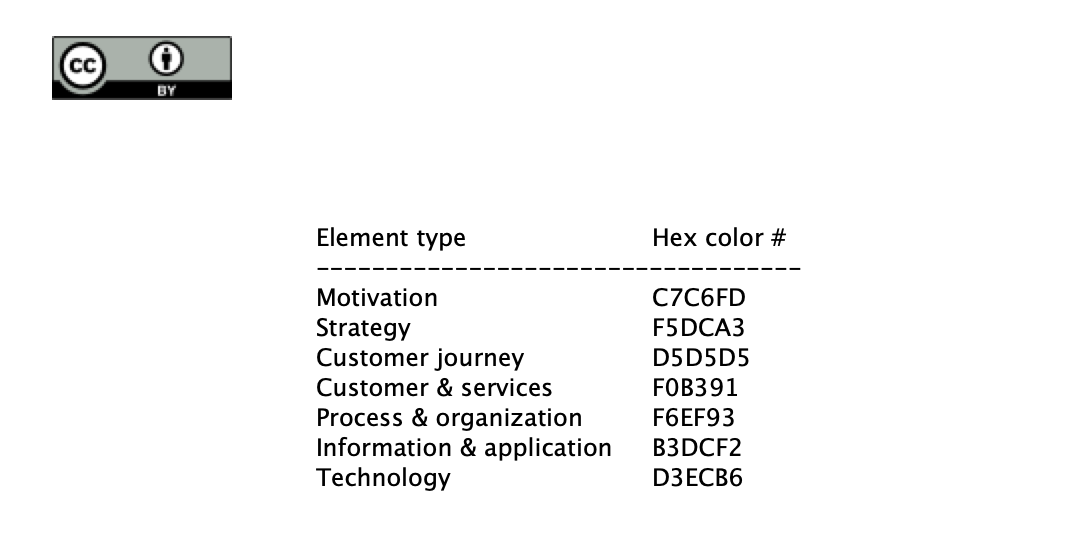 cc
BY
Element type Hex color #
-----------------------------------
Motivation C7C6FD
Strategy F5DCA3
Customer journey D5D5D5
Customer & services F0B391
Process & organization F6EF93
Information & application B3DCF2
Technology D3ECB6